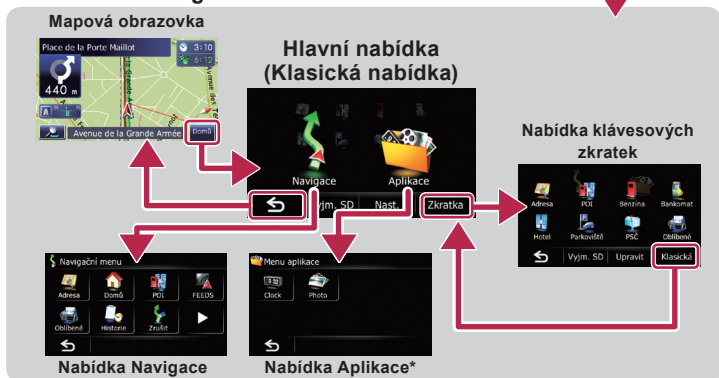 Mapová obrazovka
Place de la Porte Maillot
3:10
6:12
440 m
A
Avenue de la Grande Armée
Domů
Hlavní nabídka
(Klasická nabídka)
Navigace
Aplikace
Vyjm. SD
Nast.
Zkratka
Nabídka klávesových
zkratek
Adresa
POI
Benzína
Bankomat
Hotel
Parkoviště
PSČ
Oblíbené
Vyjm. SD
Upravit
Klasická
Navigační menu
Adresa
Domů
POI
FEEDS
Oblíbené
Historie
Zrušit
Nabídka Navigace
Menu aplikace
Clock
Photo
Nabídka Aplikace*